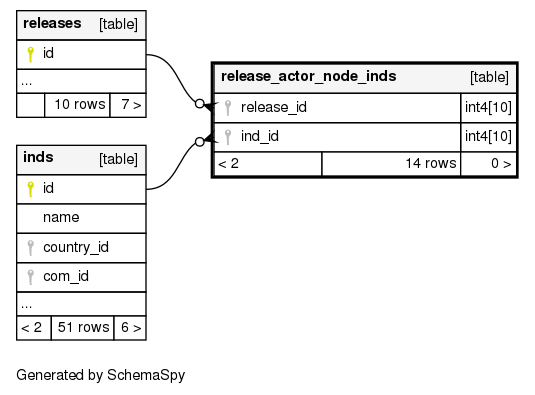 releases [table]
id
...
10 rows 7 >
release_actor_node_inds [table]
release_id int4[10]
ind_id int4[10]
< 2 14 rows 0 >
inds [table]
id
name
country_id
com_id
...
< 2 51 rows 6 >
Generated by SchemaSpy